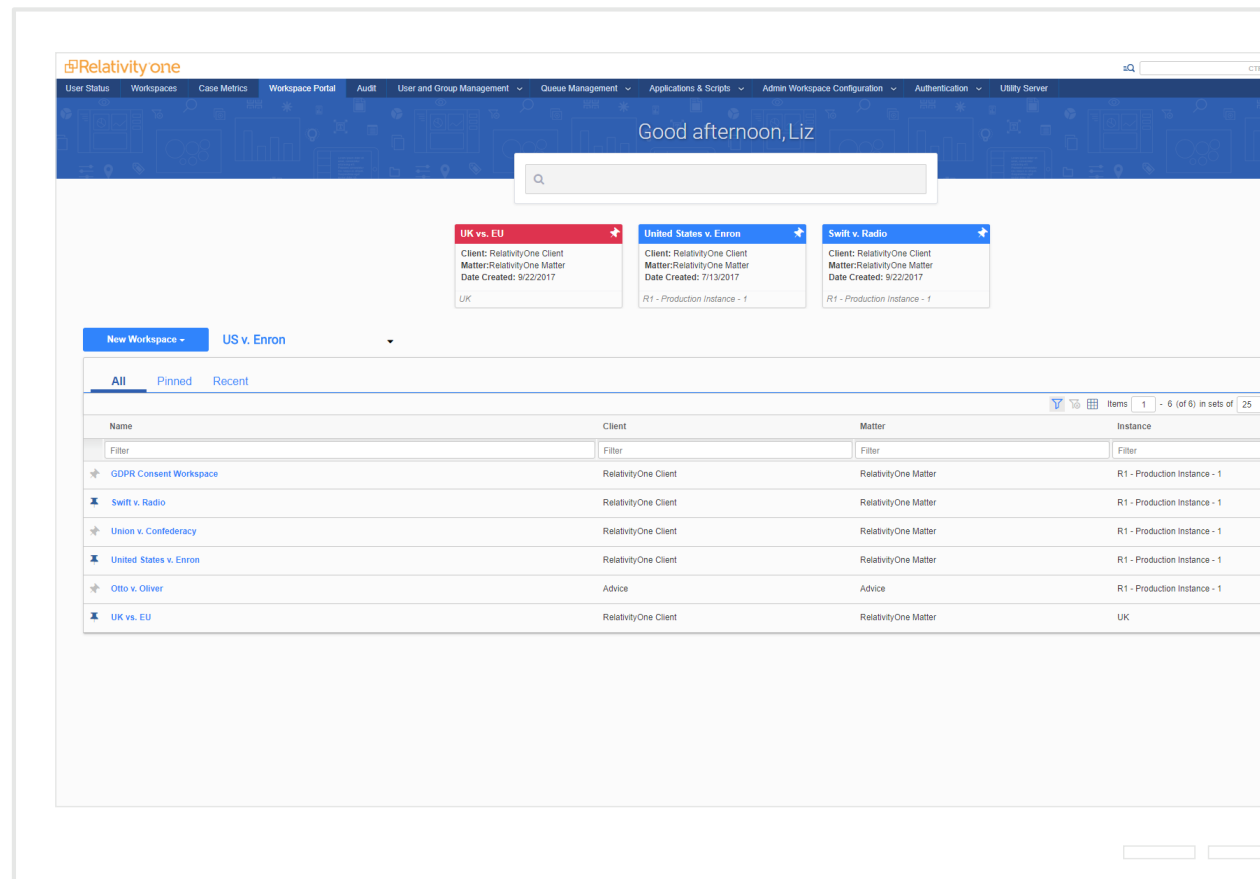 Relativity one
CTR
User Status Workspaces Case Metrics Workspace Portal Audit User and Group Management Queue Management Applications & Scripts Admin Workspace Configuration Authentication Utility Server
Good afternoon, Liz
UK vs. EU
Client: RelativityOne Client
Matter:RelativityOne Matter
Date Created: 9/22/2017
UK
United States v. Enron
Client: RelativityOne Client
Matter:RelativityOne Matter
Date Created: 7/13/2017
R1 - Production Instance - 1
Swift v. Radio
Client: RelativityOne Client
Matter:RelativityOne Matter
Date Created: 9/22/2017
R1 - Production Instance - 1
New Workspace US v. Enron
All Pinned Recent
Items 1 - 6 (of 6) in sets of 25
Name Client Matter Instance
Filter Filter Filter Filter
GDPR Consent Workspace RelativityOne Client RelativityOne Matter R1 - Production Instance - 1
Swift v. Radio RelativityOne Client RelativityOne Matter R1 - Production Instance - 1
Union v. Confederacy RelativityOne Client RelativityOne Matter R1 - Production Instance - 1
United States v. Enron RelativityOne Client RelativityOne Matter R1 - Production Instance - 1
Otto v. Oliver Advice Advice R1 - Production Instance - 1
UK vs. EU RelativityOne Client RelativityOne Matter UK